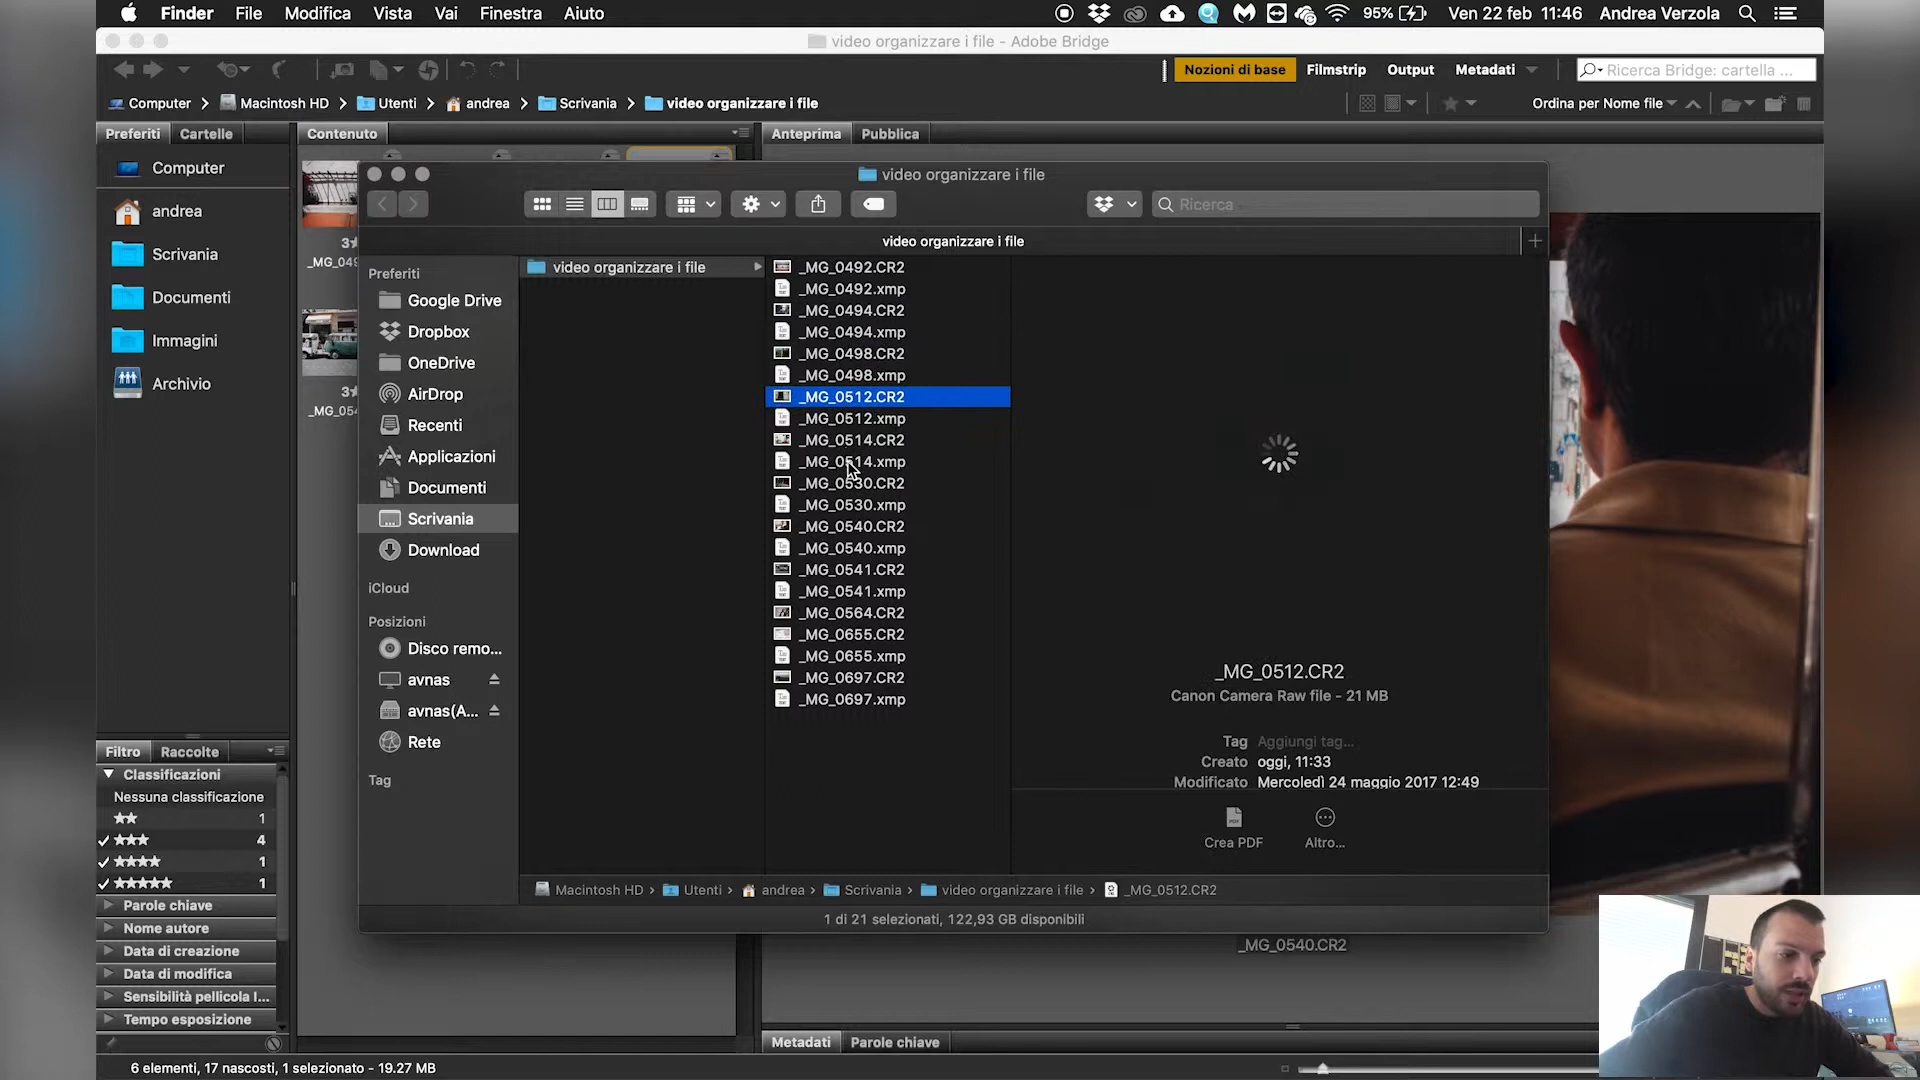 Finder File Modifica Vista Vai Finestra Aiuto 95% Ven 22 feb 11:46 Andrea Verzola
video organizzare i file - Adobe Bridge
Nozioni di base Filmstrip Output Metadati Ricerca Bridge: cartella ...
Computer Macintosh HD Utenti andrea Scrivania video organizzare i file Ordina per Nome file
Preferiti Cartelle Contenuto Anteprima Pubblica
Computer
andrea
Scrivania
Documenti
Immagini
Archivio
3★
_MG_049
3★
_MG_054
video organizzare i file
Ricerca
video organizzare i file
Preferiti
Google Drive
Dropbox
OneDrive
AirDrop
Recenti
Applicazioni
Documenti
Scrivania
Download
iCloud
Posizioni
Disco remo...
avnas
avnas(A...
Rete
Tag
video organizzare i file
_MG_0492.CR2
_MG_0492.xmp
_MG_0494.CR2
_MG_0494.xmp
_MG_0498.CR2
_MG_0498.xmp
_MG_0512.CR2
_MG_0512.xmp
_MG_0514.CR2
_MG_0514.xmp
_MG_0530.CR2
_MG_0530.xmp
_MG_0540.CR2
_MG_0540.xmp
_MG_0541.CR2
_MG_0541.xmp
_MG_0564.CR2
_MG_0655.CR2
_MG_0655.xmp
_MG_0697.CR2
_MG_0697.xmp
_MG_0512.CR2
Canon Camera Raw file - 21 MB
Tag Aggiungi tag...
Creato oggi, 11:33
Modificato Mercoledì 24 maggio 2017 12:49
Crea PDF Altro...
Macintosh HD › Utenti › andrea › Scrivania › video organizzare i file › _MG_0512.CR2
1 di 21 selezionati, 122,93 GB disponibili
_MG_0540.CR2
Filtro Raccolte
Classificazioni
Nessuna classificazione
★★ 1
✓ ★★★ 4
✓ ★★★★ 1
✓ ★★★★★ 1
Parole chiave
Nome autore
Data di creazione
Data di modifica
Sensibilità pellicola I...
Tempo esposizione
Metadati Parole chiave
6 elementi, 17 nascosti, 1 selezionato - 19.27 MB